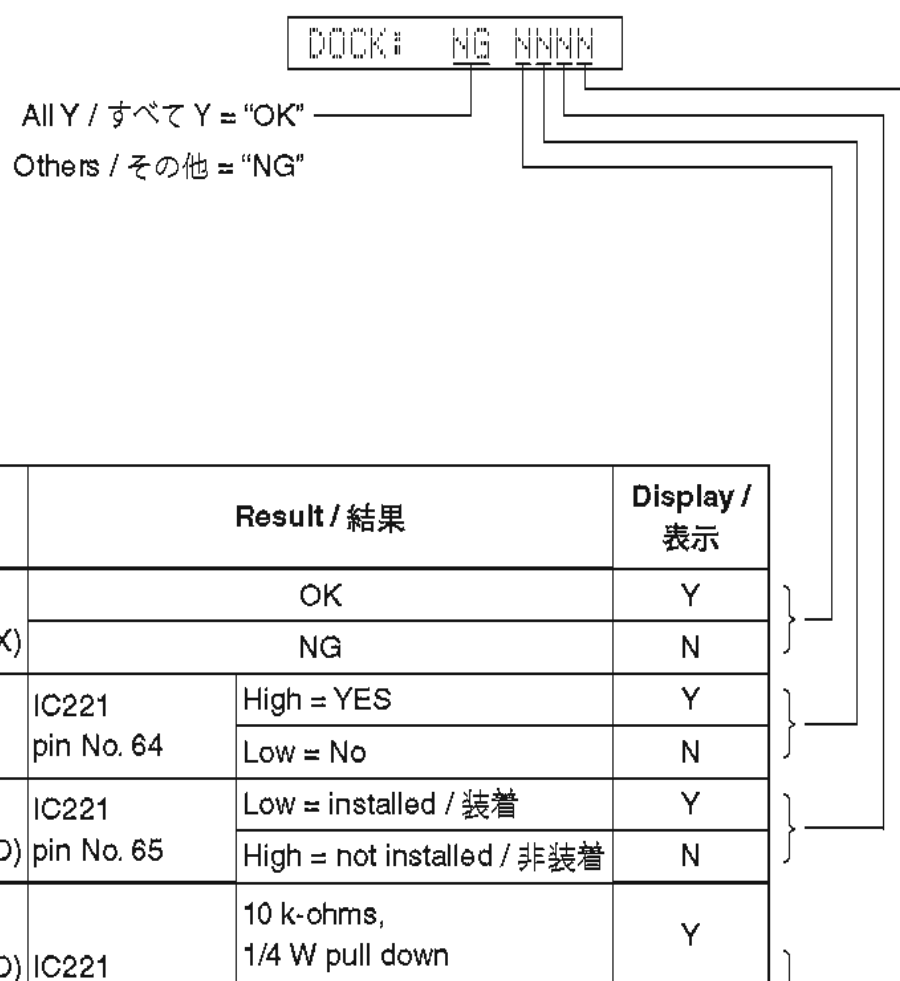 DOCK: NG NNNN
All Y / すべて Y = “OK”
Others / その他 = “NG”
Result / 結果
Display /
表示
OK
Y
X)
NG
N
IC221
pin No. 64
High = YES
Y
Low = No
N
IC221
D) pin No. 65
Low = installed / 装着
Y
High = not installed / 非装着
N
10 k-ohms,
1/4 W pull down
Y
D) IC221